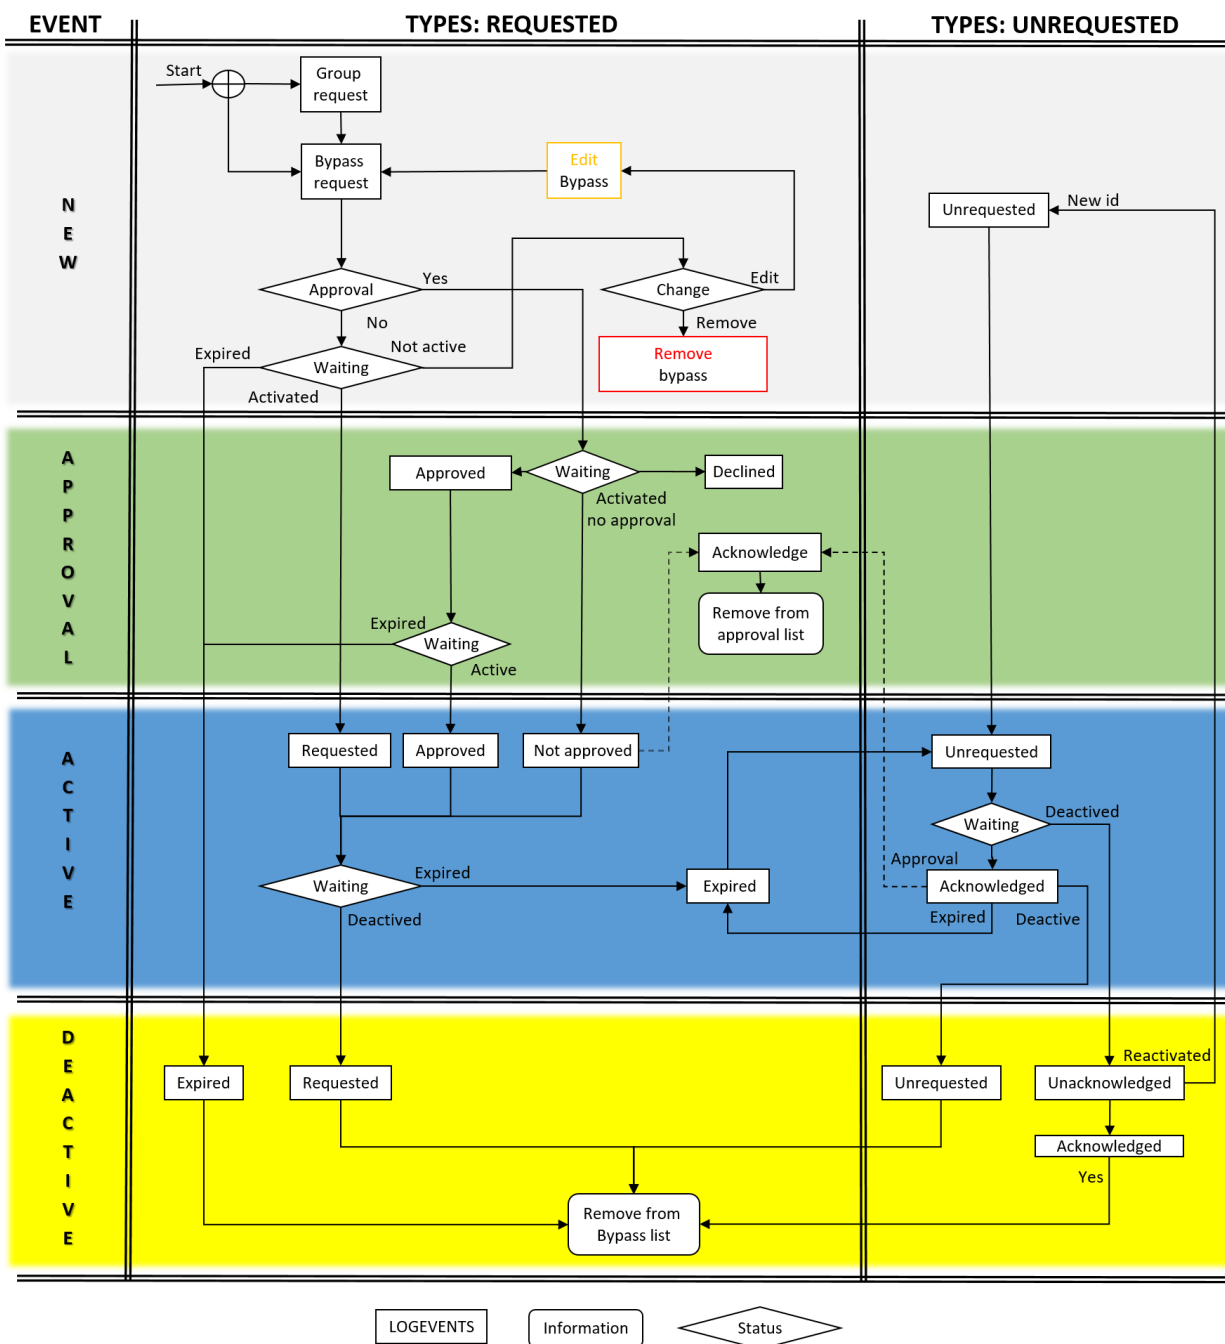 EVENT
TYPES: REQUESTED
TYPES: UNREQUESTED
N
E
W
Start
Group
request
Bypass
request
Edit
Bypass
Unrequested
New id
Approval
Yes
Change
Edit
No
Remove
Remove
bypass
Not active
Expired
Waiting
Activated
A
P
P
R
O
V
A
L
Approved
Waiting
Declined
Activated
no approval
Acknowledge
Remove from
approval list
Expired
Waiting
Active
A
C
T
I
V
E
Requested
Approved
Not approved
Unrequested
Waiting
Deactived
Approval
Waiting
Expired
Expired
Acknowledged
Deactived
Expired
Deactive
D
E
A
C
T
I
V
E
Reactivated
Expired
Requested
Unrequested
Unacknowledged
Acknowledged
Yes
Remove from
Bypass list
LOGEVENTS
Information
Status